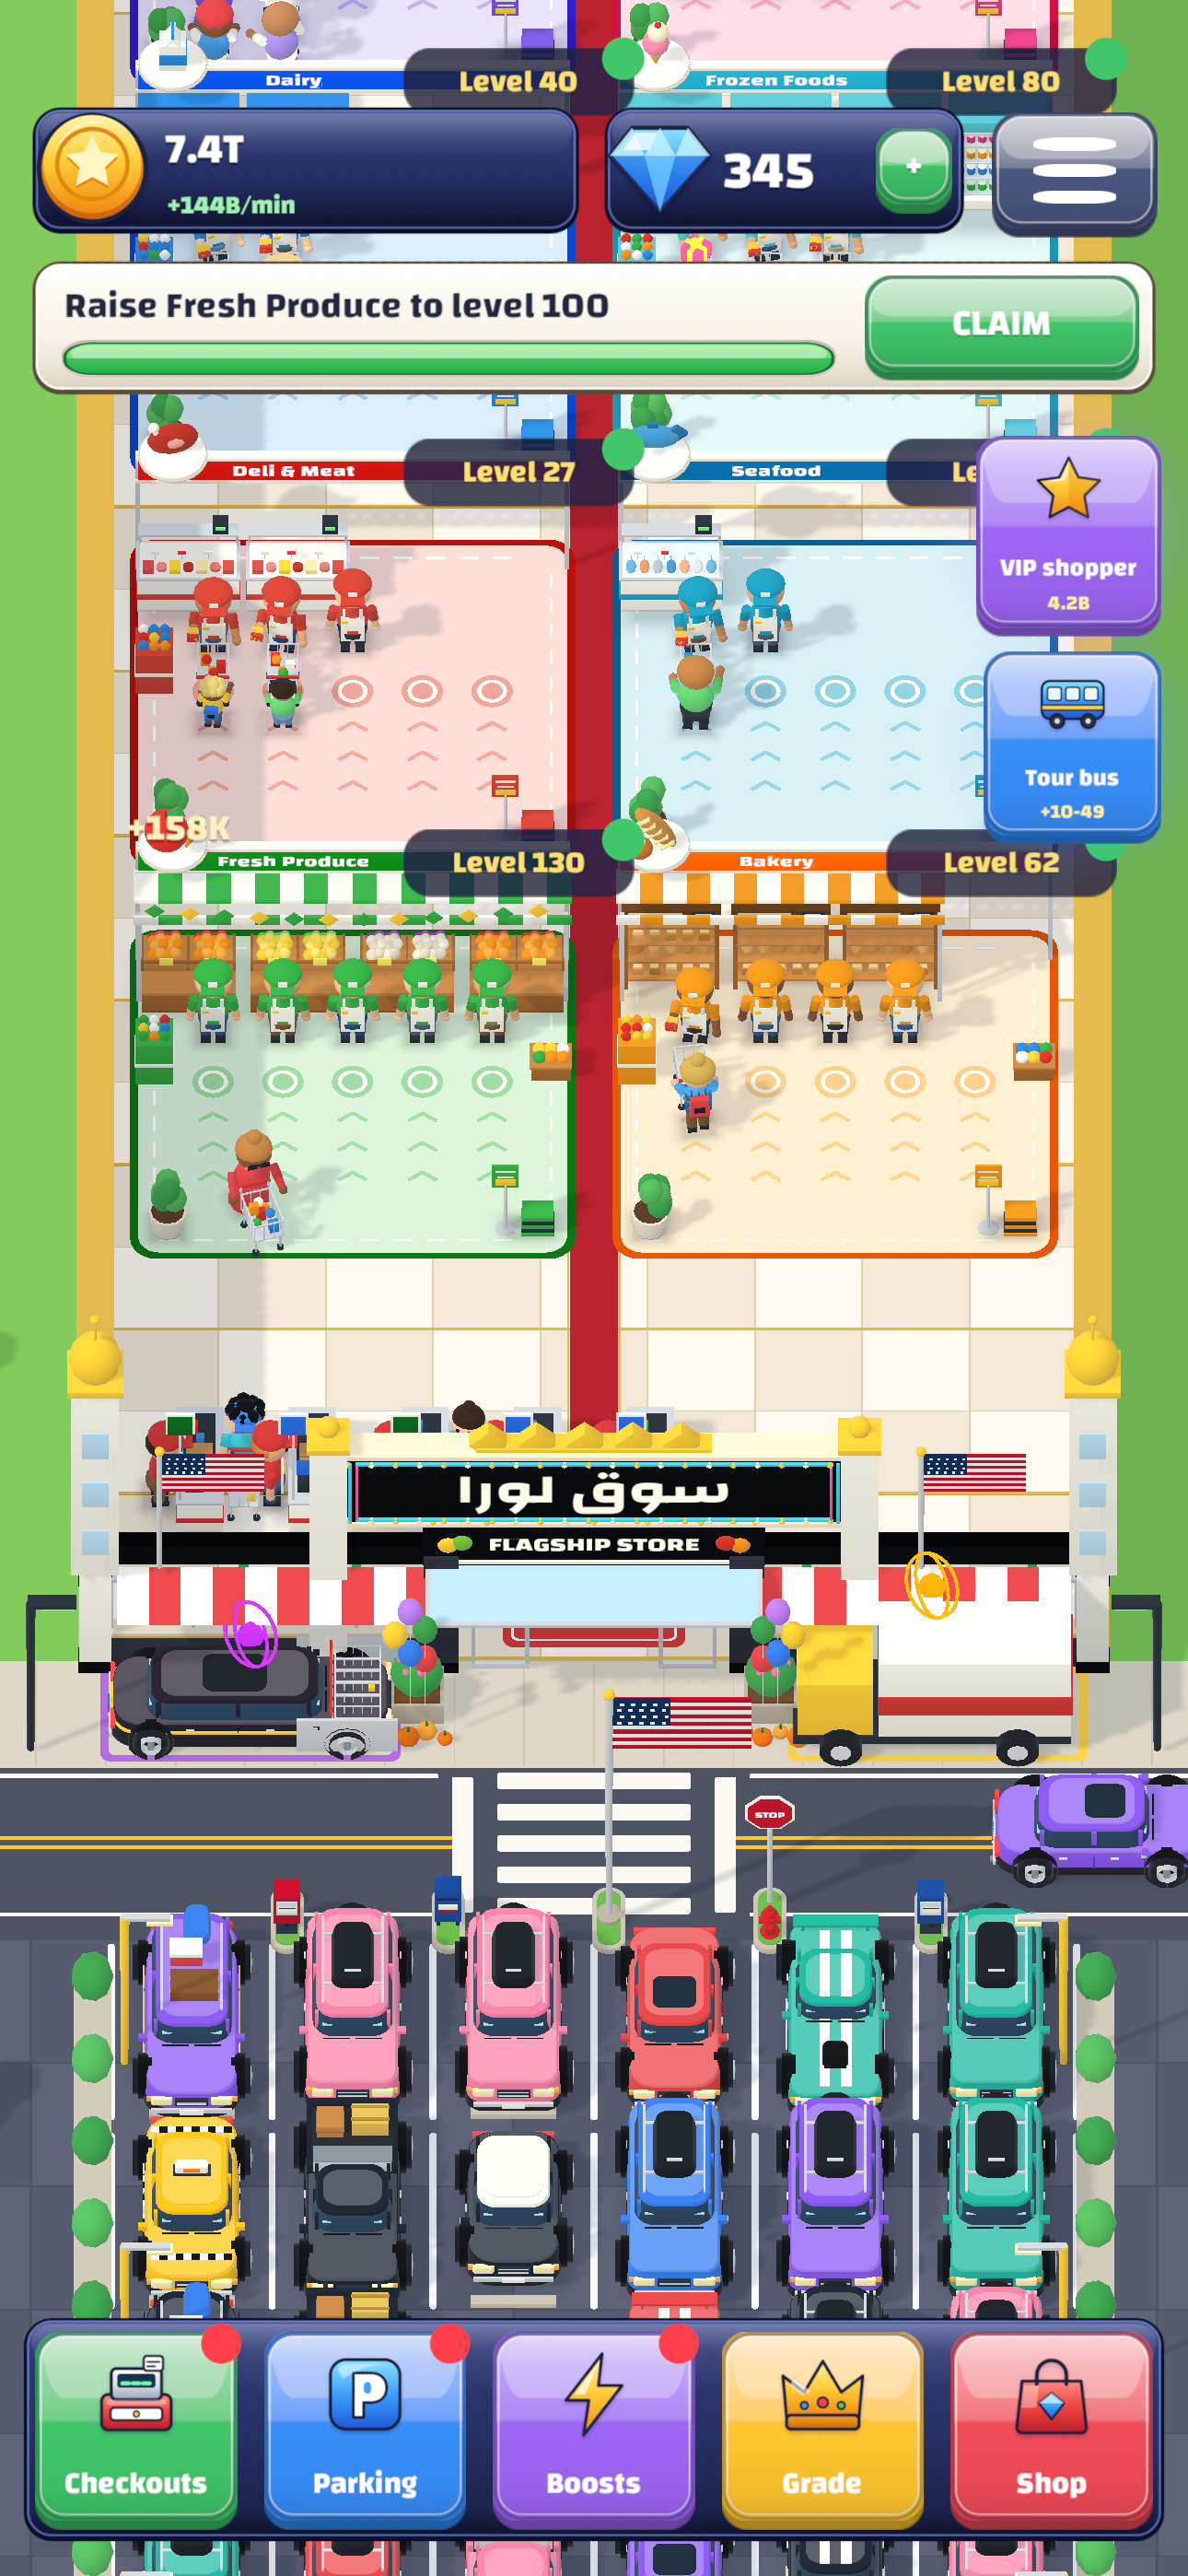 Dairy
Level 40
Frozen Foods
Level 80
7.4T
+144B/min
345
+
Raise Fresh Produce to level 100
CLAIM
Deli & Meat
Level 27
Seafood
VIP shopper
4.2B
Tour bus
+10-49
+158K
Fresh Produce
Level 130
Bakery
Level 62
سوق لورا
FLAGSHIP STORE
STOP
P
Checkouts
Parking
Boosts
Grade
Shop